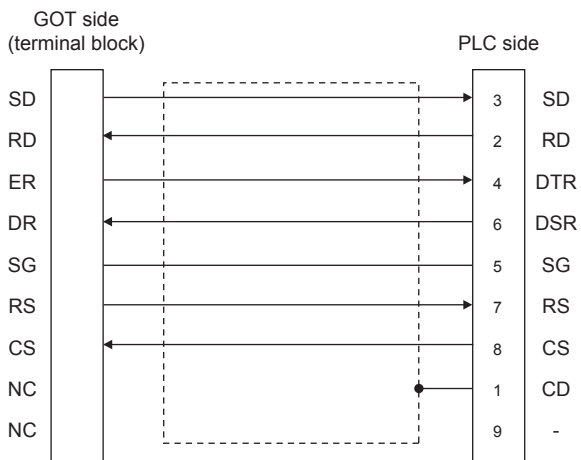 GOT side
(terminal block)
PLC side
SD 3 SD
RD 2 RD
ER 4 DTR
DR 6 DSR
SG 5 SG
RS 7 RS
CS 8 CS
NC 1 CD
NC 9 -